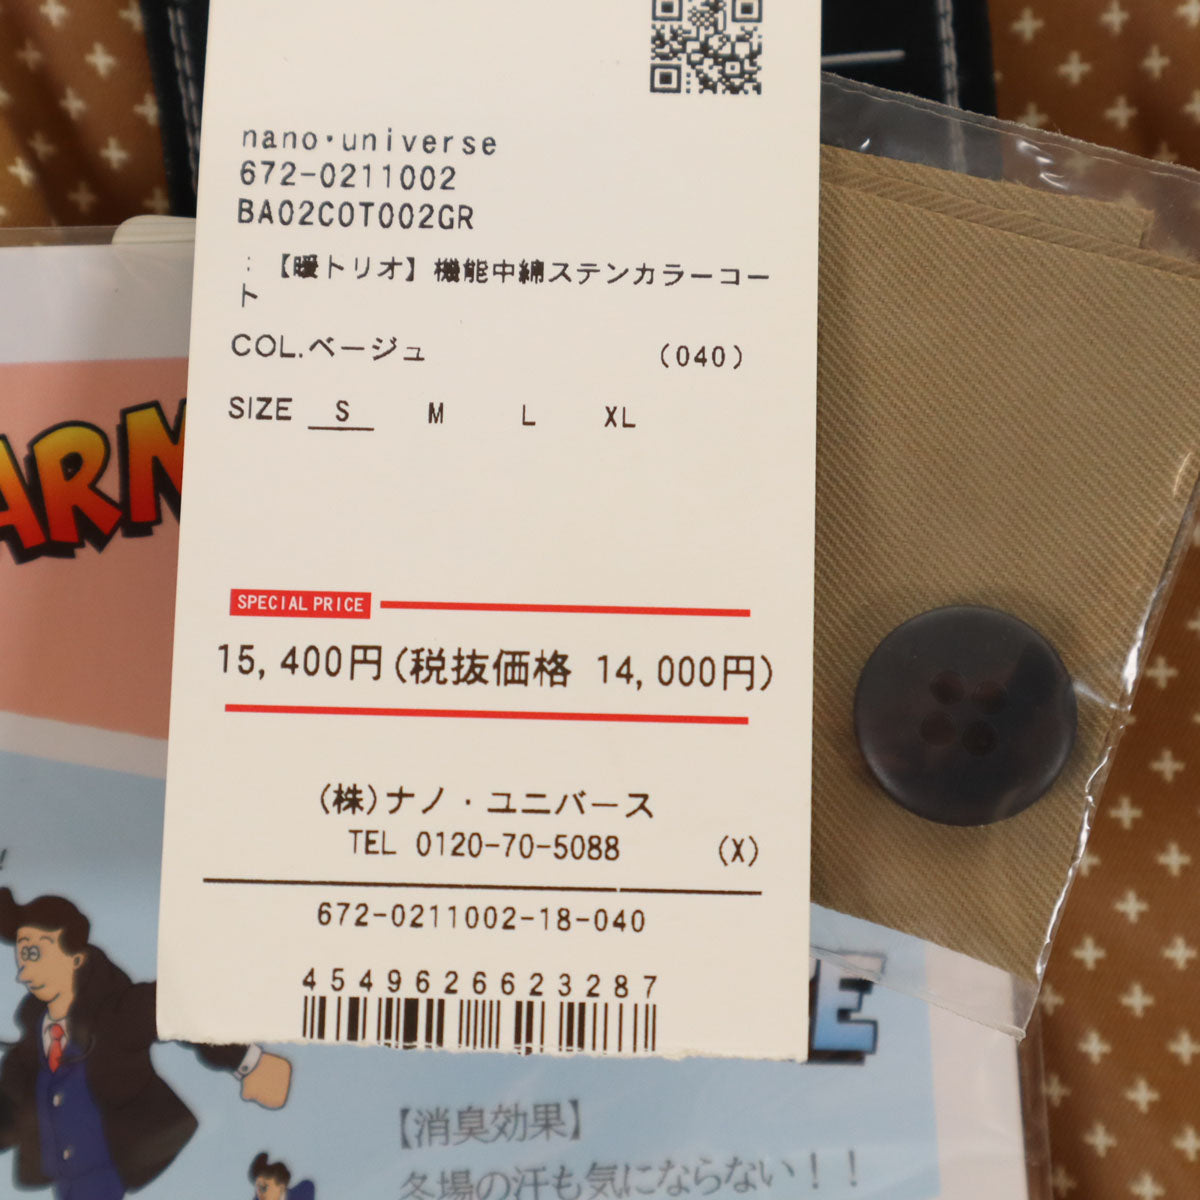 nano・universe
672-0211002
BA02C0T002GR
:【暖トリオ】機能中綿ステンカラーコー
ト
COL.ベージュ (040)
SIZE S M L XL
SPECIAL PRICE
15,400円(税抜価格 14,000円)
(株)ナノ・ユニバース
TEL 0120-70-5088 (X)
672-0211002-18-040
4549626623287
ARM
E
【消臭効果】
冬場の汗も気にならない!!